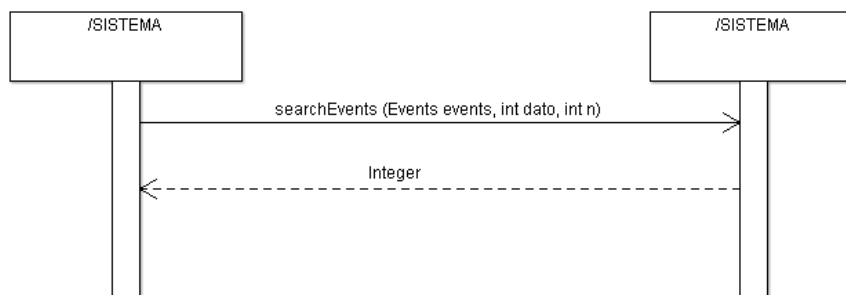 /SISTEMA
/SISTEMA
searchEvents (Events events, int dato, int n)
Integer